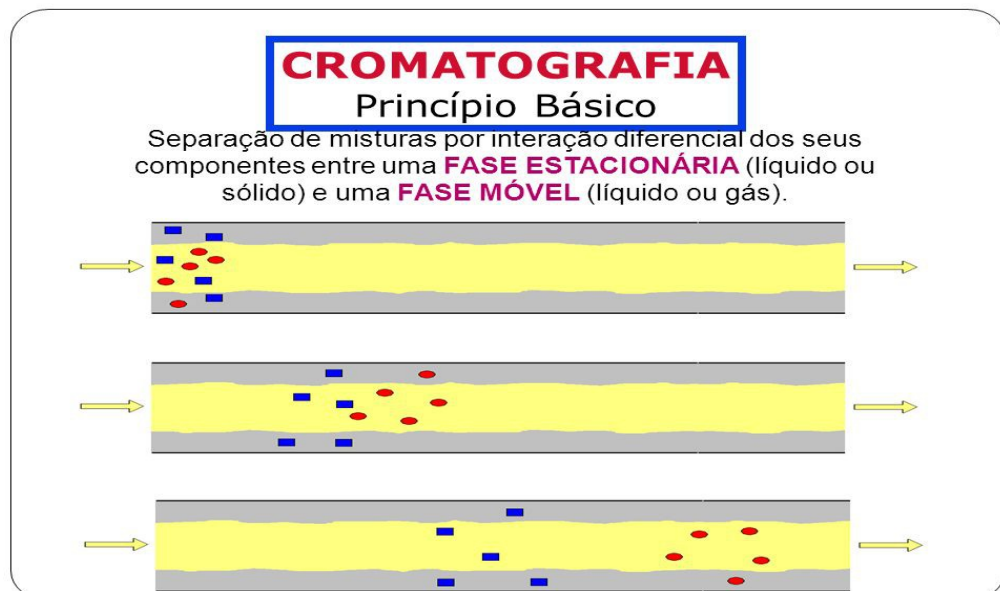 CROMATOGRAFIA
Princípio Básico
Separação de misturas por interação diferencial dos seus
componentes entre uma FASE ESTACIONÁRIA (líquido ou
sólido) e uma FASE MÓVEL (líquido ou gás).